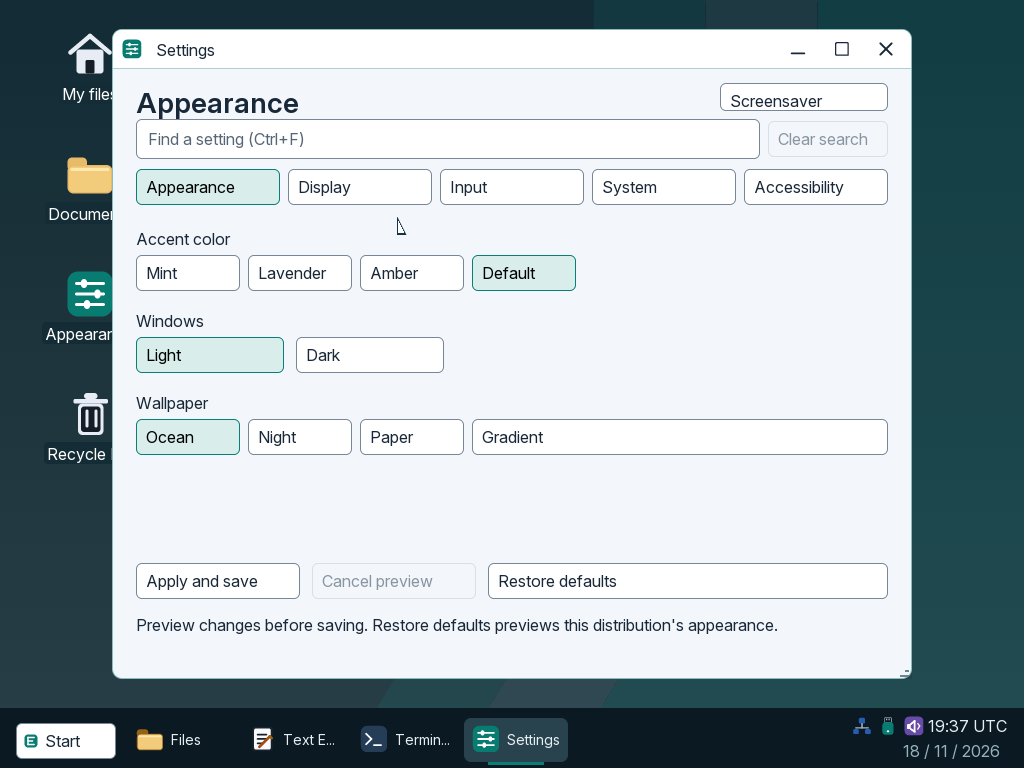 Settings
My files
Appearance
Screensaver
Find a setting (Ctrl+F)
Clear search
Appearance
Display
Input
System
Accessibility
Accent color
Mint
Lavender
Amber
Default
Windows
Light
Dark
Wallpaper
Ocean
Night
Paper
Gradient
Recycle
Apply and save
Cancel preview
Restore defaults
Preview changes before saving. Restore defaults previews this distribution's appearance.
Start
Files
Text E...
Termin...
Settings
19:37 UTC
18 / 11 / 2026